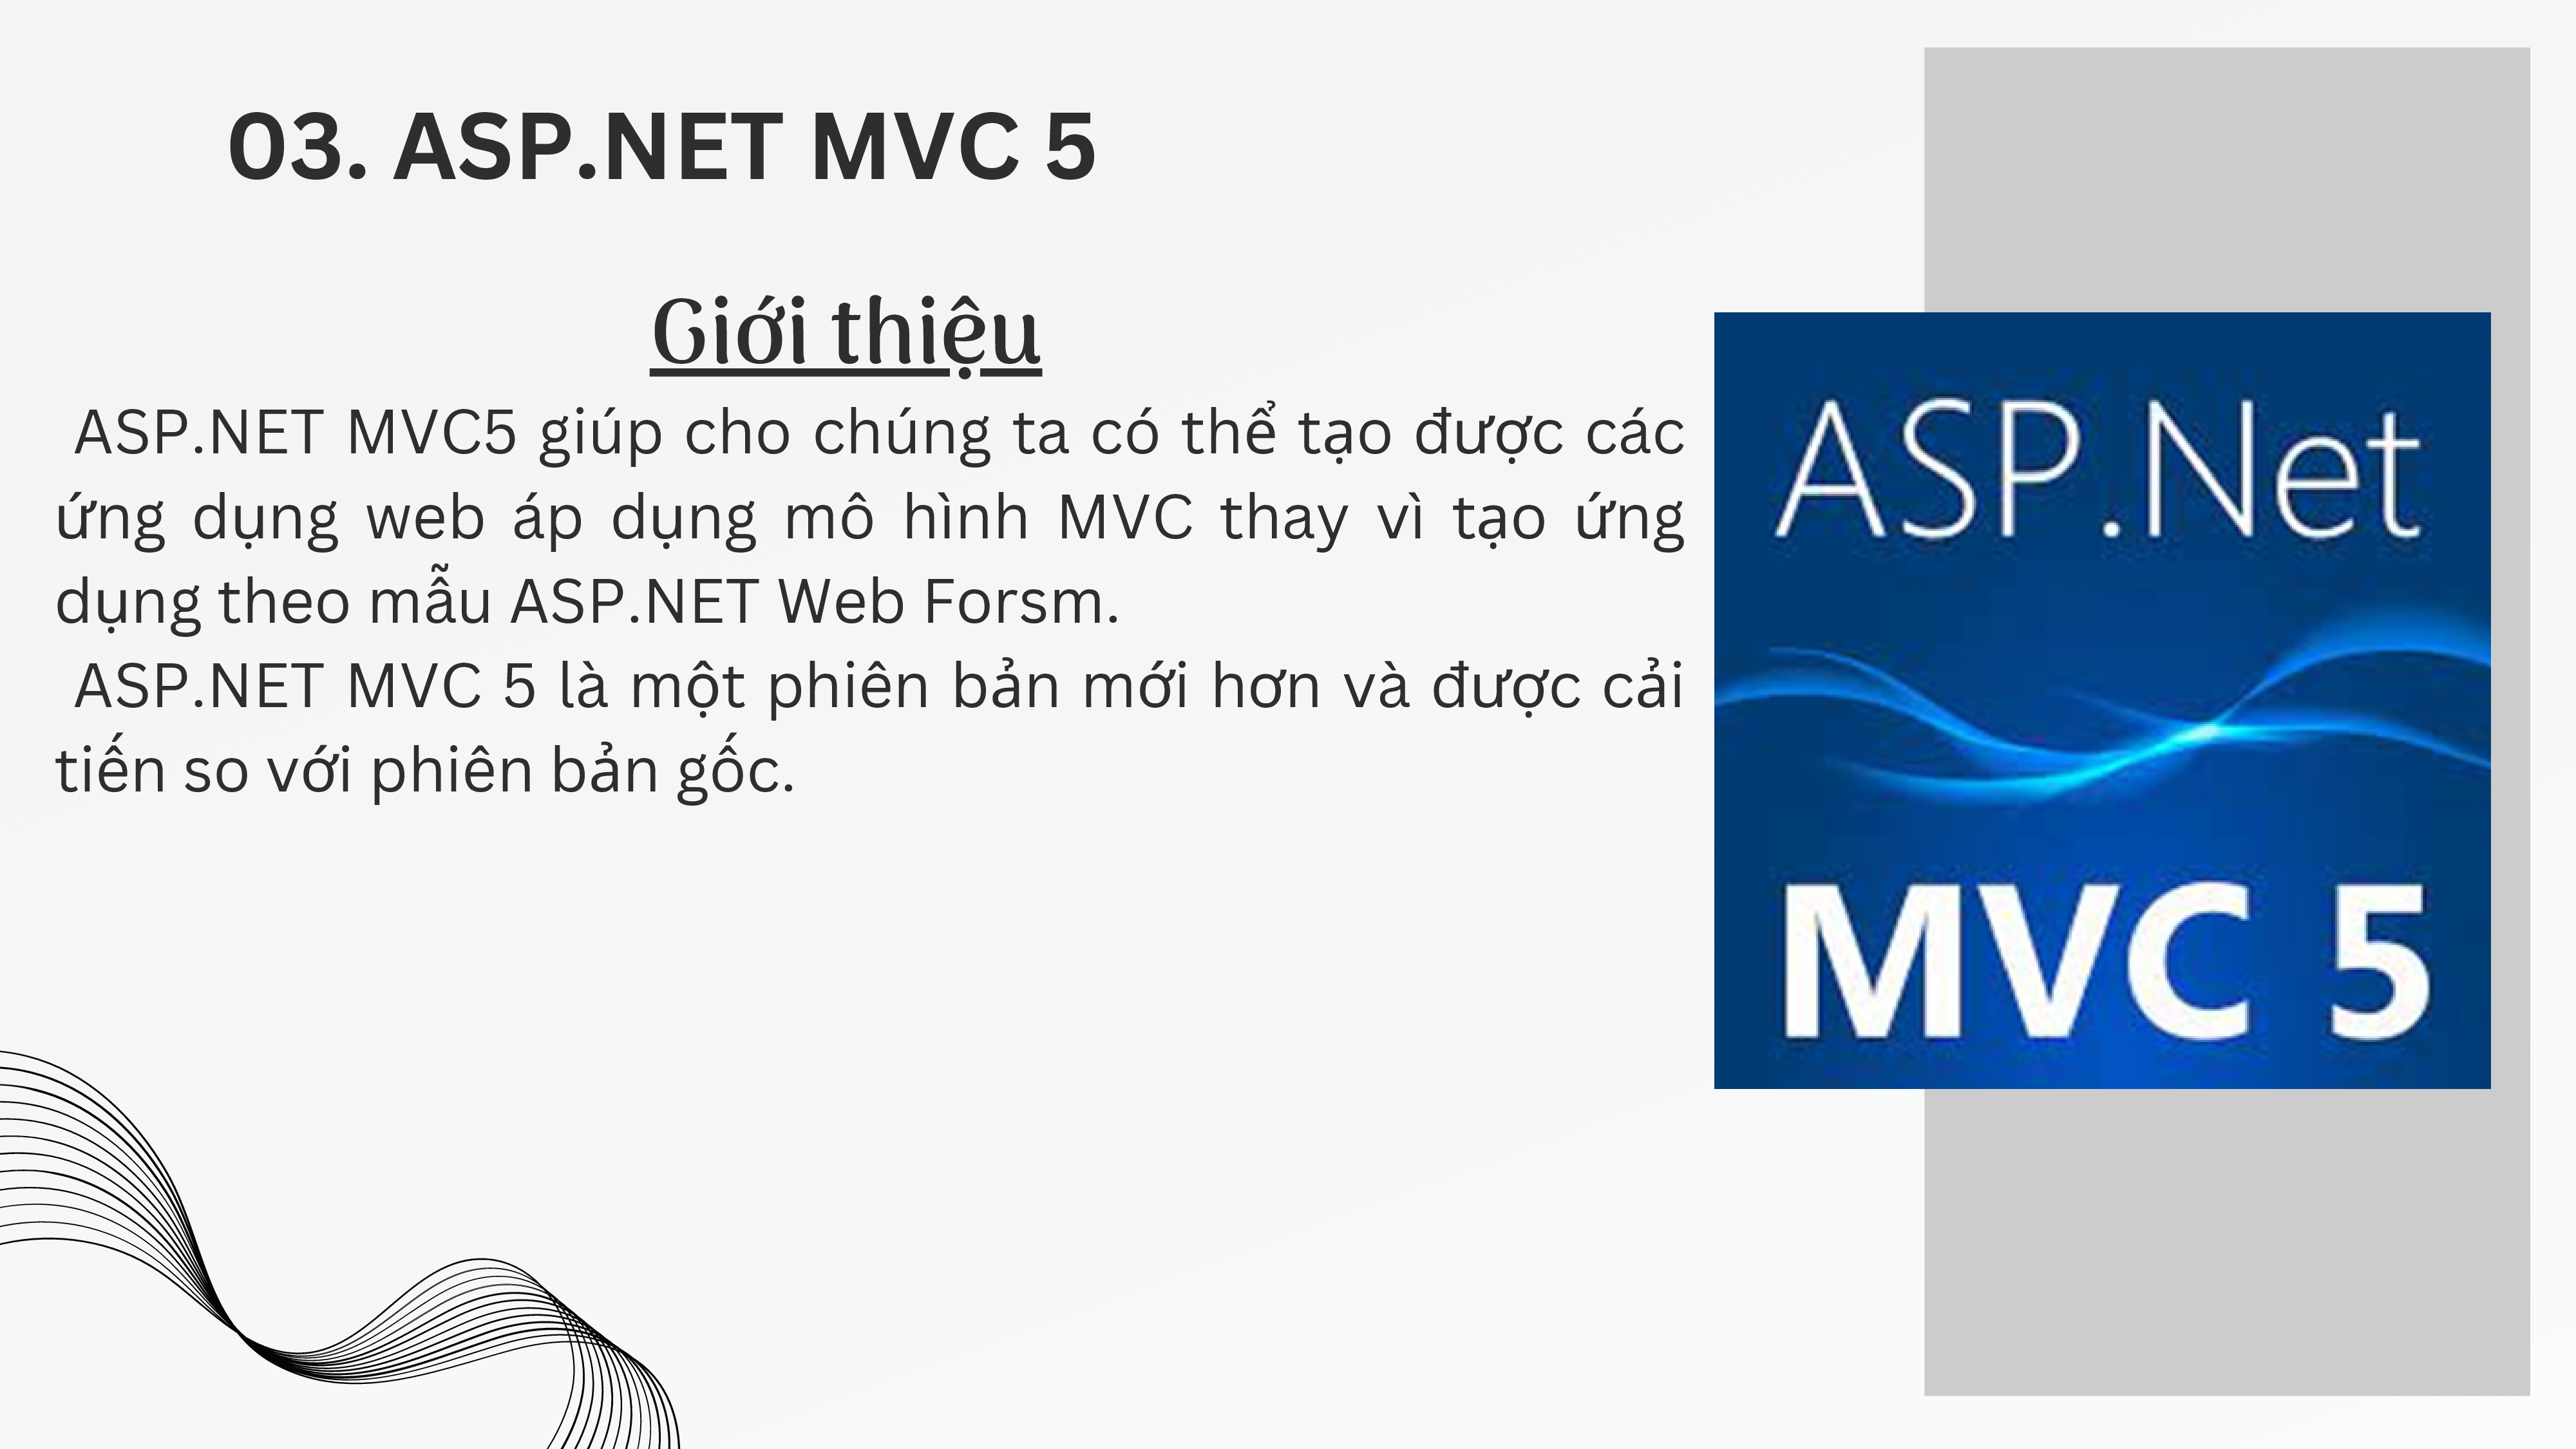 03. ASP.NET MVC 5
Giới thiệu
ASP.NET MVC5 giúp cho chúng ta có thể tạo được các
ứng dụng web áp dụng mô hình MVC thay vì tạo ứng
dụng theo mẫu ASP.NET Web Forsm.
ASP.NET MVC 5 là một phiên bản mới hơn và được cải
tiến so với phiên bản gốc.
ASP.Net
MVC 5